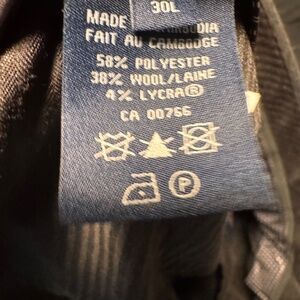 30L
MADE
FAIT AU CAMBODGE
58% POLYESTER
38% WOOL/LAINE
4% LYCRA®
CA 00766
P